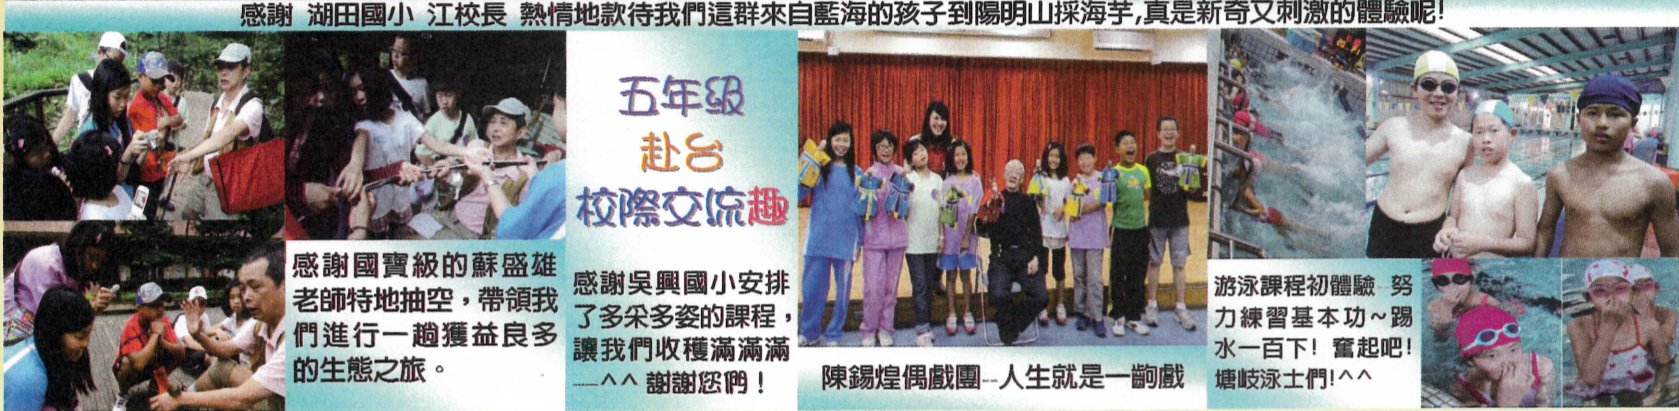 感謝 湖田國小 江校長 熱情地款待我們這群來自藍海的孩子到陽明山採海芋,真是新奇又刺激的體驗呢!
感謝國寶級的蘇盛雄
老師特地抽空，帶領我
們進行一趟獲益良多
的生態之旅。
五年級
赴台
校際交流趣
感謝吳興國小安排
了多采多姿的課程，
讓我們收穫滿滿滿
—^^ 謝謝您們！
陳錫煌偶戲團--人生就是一齣戲
游泳課程初體驗 努
力練習基本功～踢
水一百下! 奮起吧!
塘岐泳士們!^^